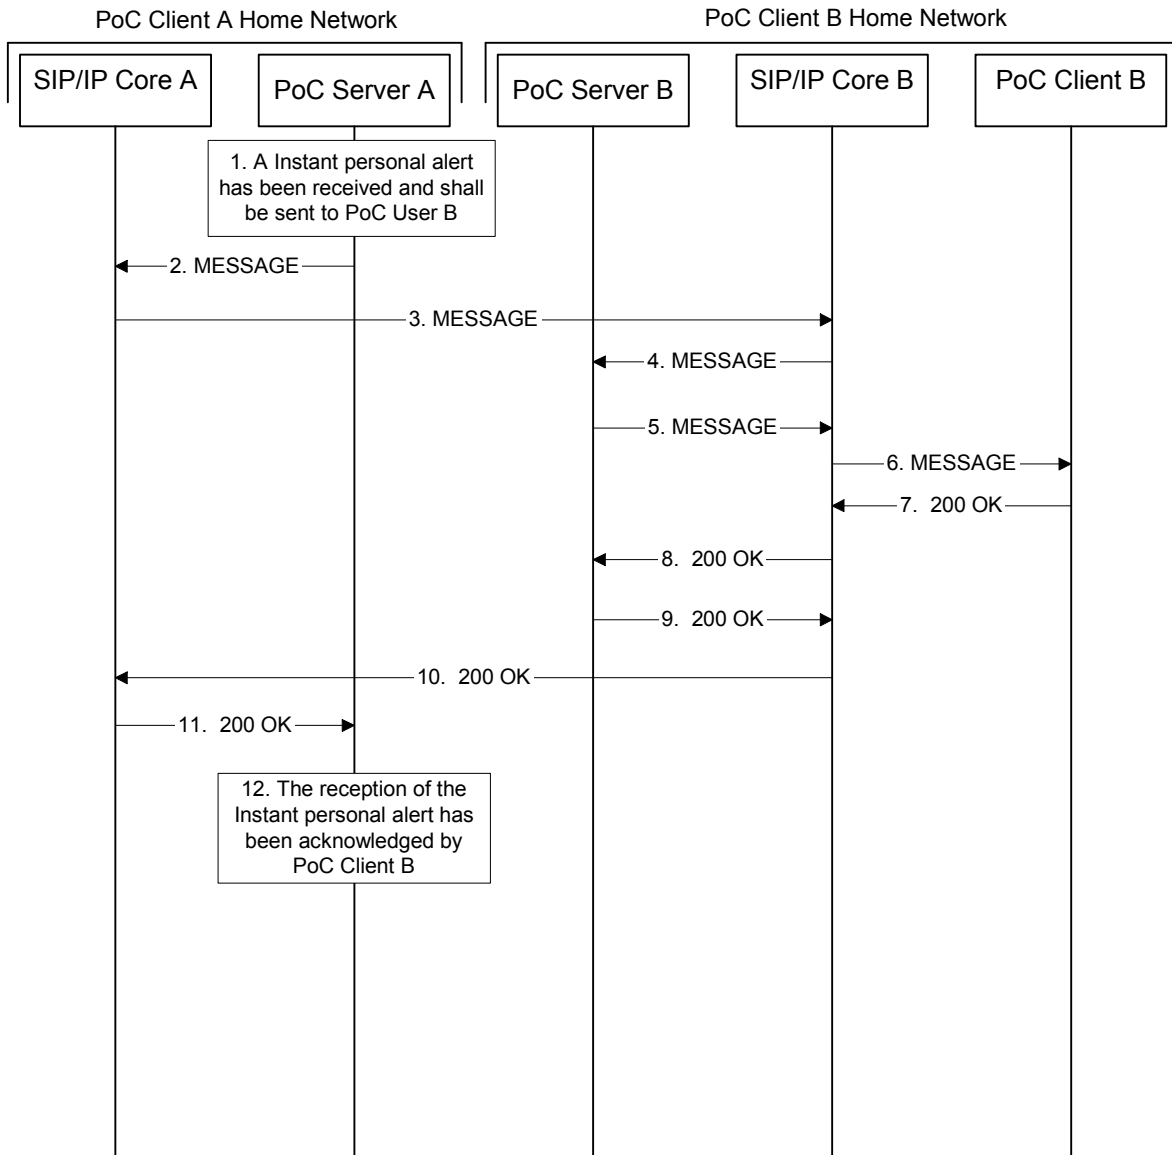 PoC Client A Home Network
PoC Client B Home Network
SIP/IP Core A
PoC Server A
PoC Server B
SIP/IP Core B
PoC Client B
1. A Instant personal alert
has been received and shall
be sent to PoC User B
2. MESSAGE
3. MESSAGE
4. MESSAGE
5. MESSAGE
6. MESSAGE
7.  200 OK
8.  200 OK
9.  200 OK
10.  200 OK
11.  200 OK
12. The reception of the
Instant personal alert has
been acknowledged by
PoC Client B